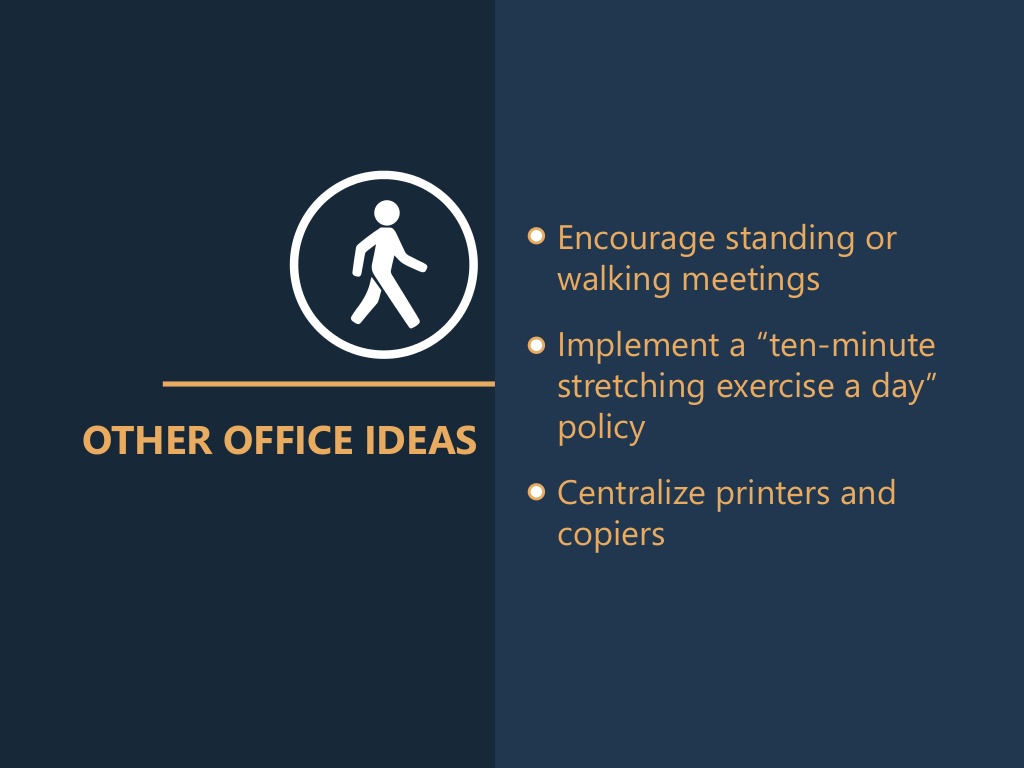 OTHER OFFICE IDEAS
Encourage standing or
walking meetings
Implement a “ten-minute
stretching exercise a day”
policy
Centralize printers and
copiers